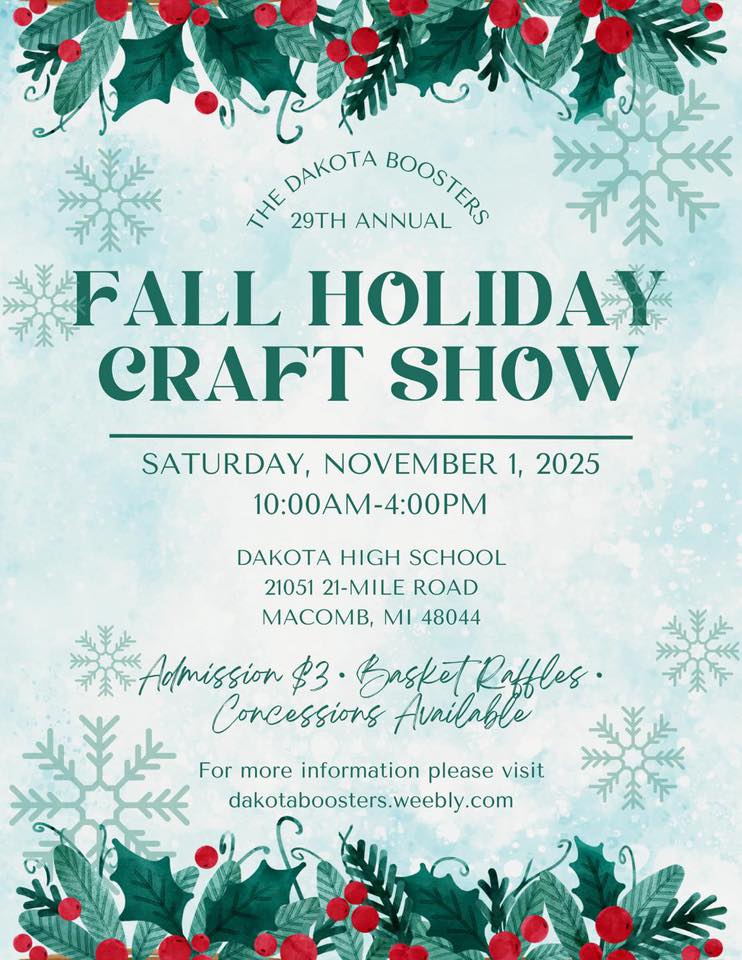 THE DAKOTA BOOSTERS
29TH ANNUAL
FALL HOLIDAY
CRAFT SHOW
SATURDAY, NOVEMBER 1, 2025
10:00AM-4:00PM
DAKOTA HIGH SCHOOL
21051 21-MILE ROAD
MACOMB, MI 48044
Admission $3 • Basket Raffles •
Concessions Available
For more information please visit
dakotaboosters.weebly.com